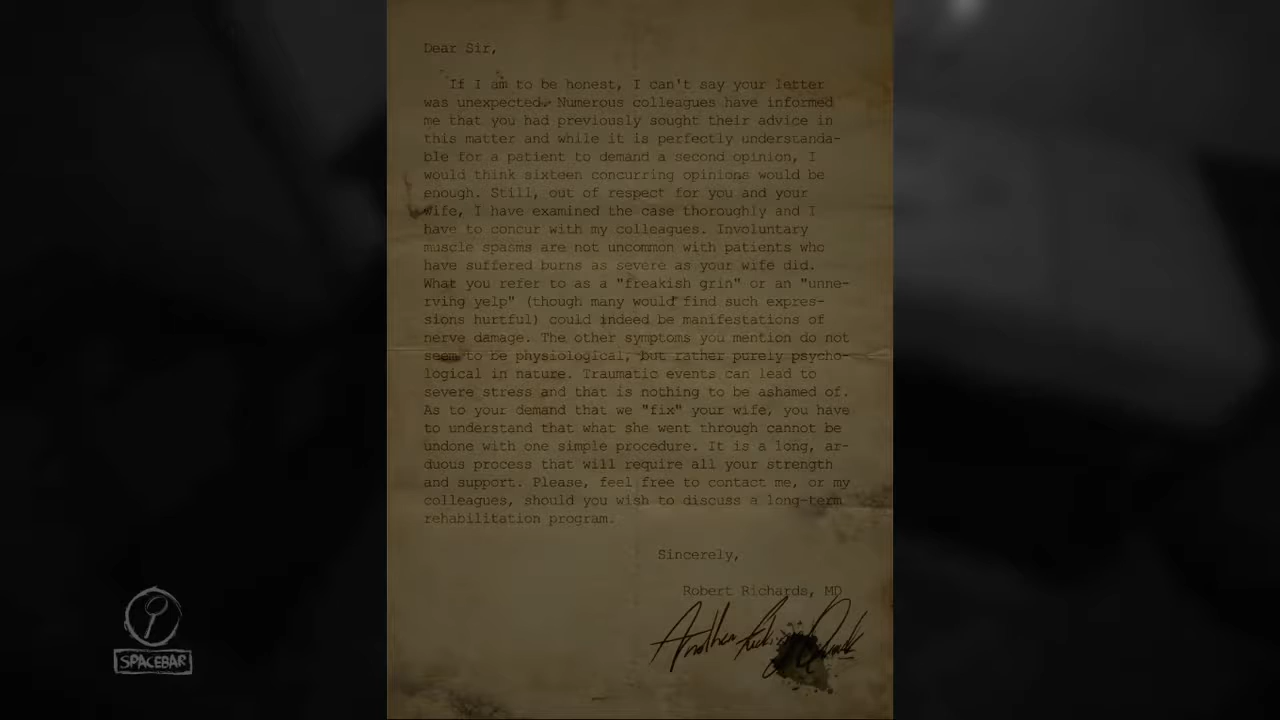 Dear Sir,
If I am to be honest, I can't say your letter
was unexpected. Numerous colleagues have informed
me that you had previously sought their advice in
this matter and while it is perfectly understanda-
ble for a patient to demand a second opinion, I
would think sixteen concurring opinions would be
enough. Still, out of respect for you and your
wife, I have examined the case thoroughly and I
have to concur with my colleagues. Involuntary
muscle spasms are not uncommon with patients who
have suffered burns as severe as your wife did.
What you refer to as a "freakish grin" or an "unne-
rving yelp" (though many would find such expres-
sions hurtful) could indeed be manifestations of
nerve damage. The other symptoms you mention do not
seem to be physiological, but rather purely psycho-
logical in nature. Traumatic events can lead to
severe stress and that is nothing to be ashamed of.
As to your demand that we "fix" your wife, you have
to understand that what she went through cannot be
undone with one simple procedure. It is a long, ar-
duous process that will require all your strength
and support. Please, feel free to contact me, or my
colleagues, should you wish to discuss a long-term
rehabilitation program.
Sincerely,
Robert Richards, MD
Another Fucking Quack
SPACEBAR